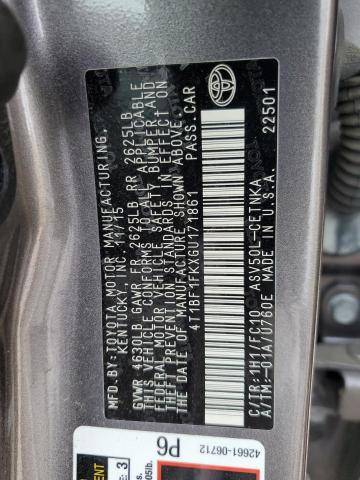 MFD. BY: TOYOTA MOTOR MANUFACTURING,
KENTUCKY, INC. 11/15
GVWR 4630LB GAWR FR 2625LB RR 2625LB
THIS VEHICLE CONFORMS TO ALL APPLICABLE
FEDERAL MOTOR VEHICLE SAFETY, BUMPER, AND
THEFT PREVENTION STANDARDS IN EFFECT ON
THE DATE OF MANUFACTURE SHOWN ABOVE.
4T1BF1FKXGU171861 PASS.CAR
22501
C/TR: 1H1/FC10 ASV50L-CETNKA
A/TM: -01A/U760E MADE IN U.S.A.
42661-06712
P6
3